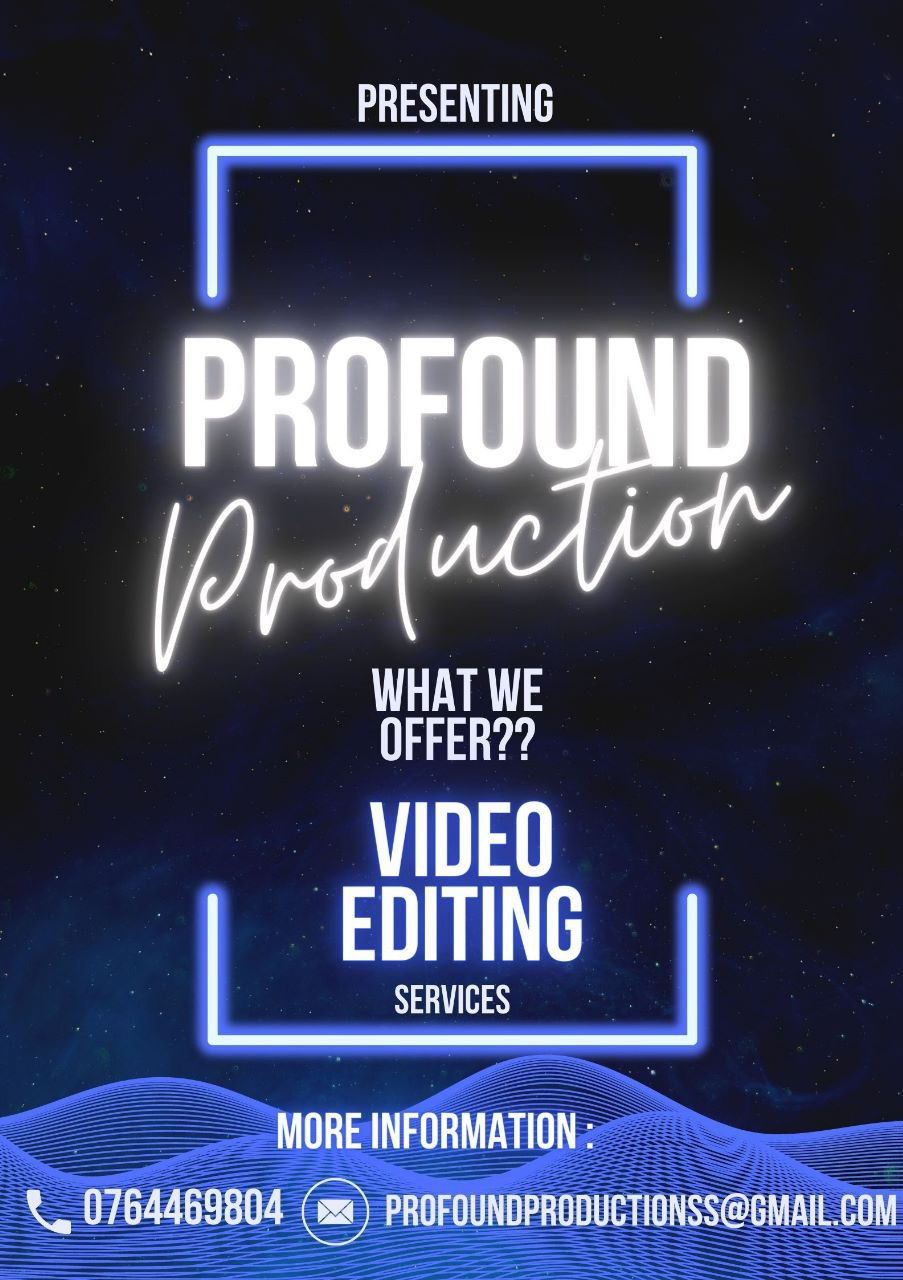 PRESENTING
PROFOUND
Production
WHAT WE
OFFER??
VIDEO
EDITING
SERVICES
MORE INFORMATION :
0764469804 PROFOUNDPRODUCTIONSS@GMAIL.COM